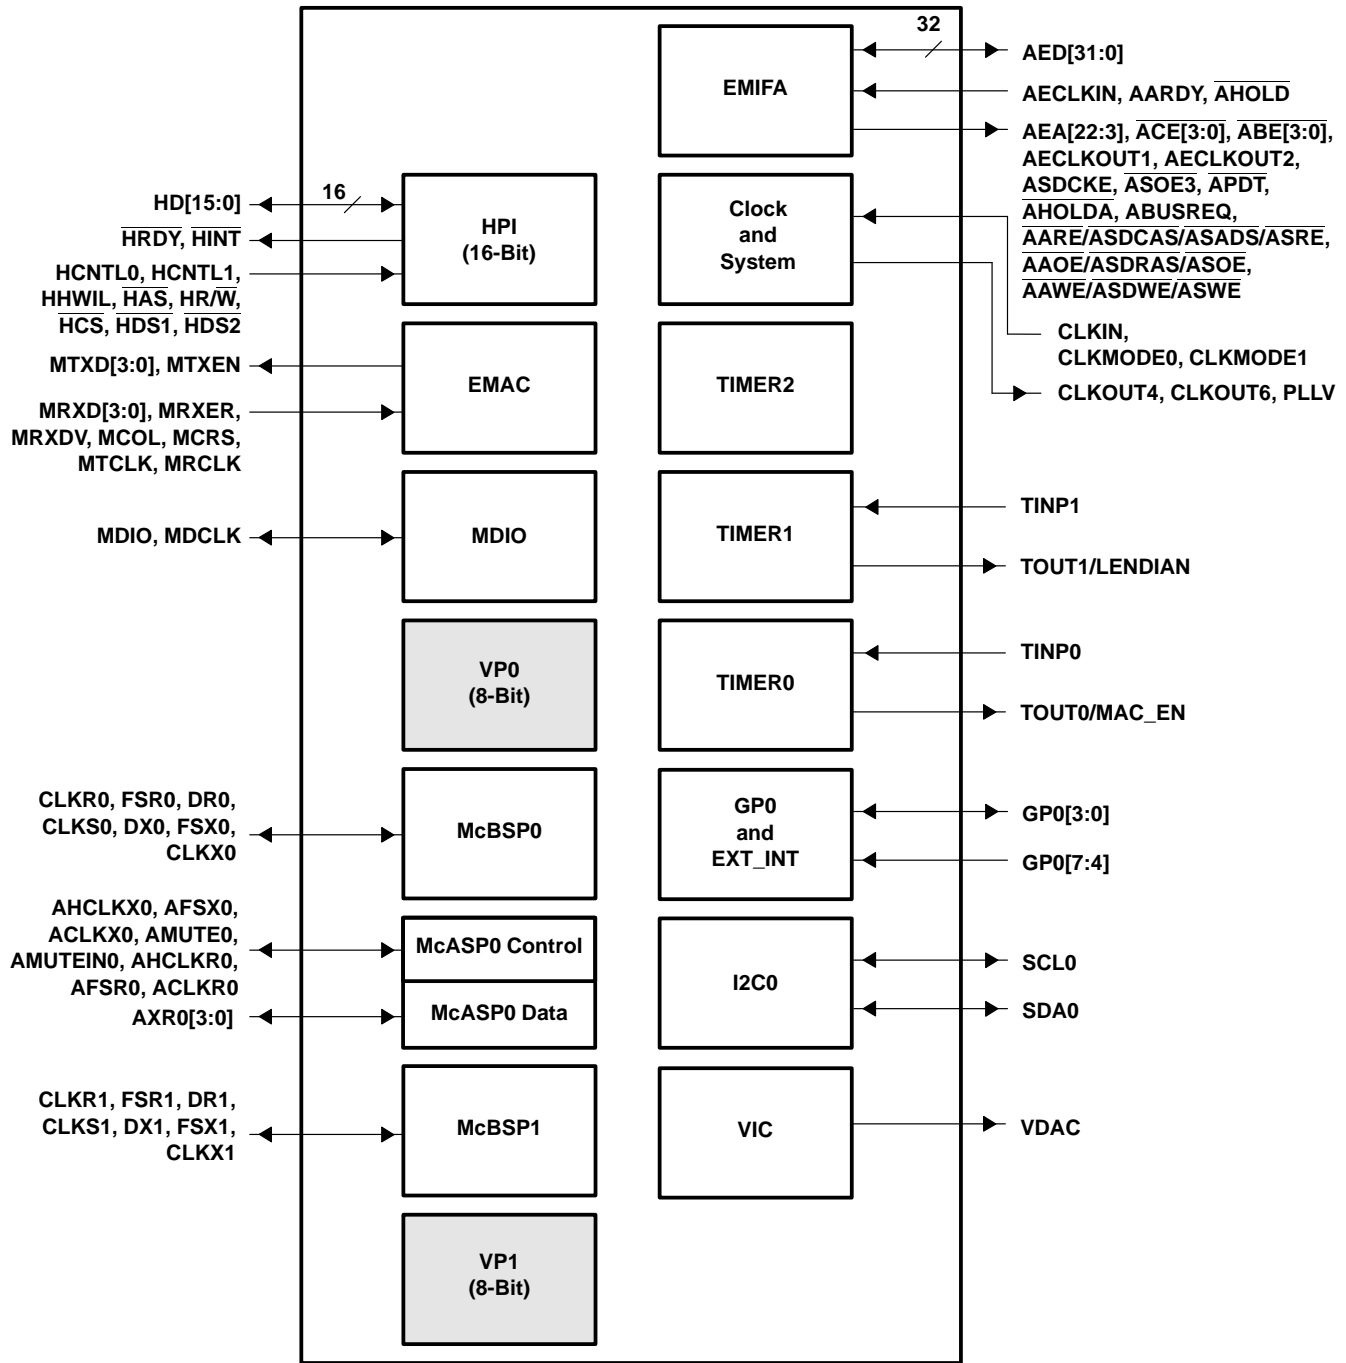 32
EMIFA
AED[31:0]
AECLKIN, AARDY, AHOLD
AEA[22:3], ACE[3:0], ABE[3:0],
AECLKOUT1, AECLKOUT2,
ASDCKE, ASOE3, APDT,
AHOLDA, ABUSREQ,
AARE/ASDCAS/ASADS/ASRE,
AAOE/ASDRAS/ASOE,
AAWE/ASDWE/ASWE
HD[15:0]
16
HRDY, HINT
HCNTL0, HCNTL1,
HHWIL, HAS, HR/W,
HCS, HDS1, HDS2
HPI
(16-Bit)
Clock
and
System
CLKIN,
CLKMODE0, CLKMODE1
CLKOUT4, CLKOUT6, PLLV
MTXD[3:0], MTXEN
MRXD[3:0], MRXER,
MRXDV, MCOL, MCRS,
MTCLK, MRCLK
EMAC
TIMER2
MDIO, MDCLK
MDIO
TIMER1
TINP1
TOUT1/LENDIAN
VP0
(8-Bit)
TIMER0
TINP0
TOUT0/MAC_EN
CLKR0, FSR0, DR0,
CLKS0, DX0, FSX0,
CLKX0
McBSP0
GP0
and
EXT_INT
GP0[3:0]
GP0[7:4]
AHCLKX0, AFSX0,
ACLKX0, AMUTE0,
AMUTEIN0, AHCLKR0,
AFSR0, ACLKR0
AXR0[3:0]
McASP0 Control
McASP0 Data
I2C0
SCL0
SDA0
CLKR1, FSR1, DR1,
CLKS1, DX1, FSX1,
CLKX1
McBSP1
VIC
VDAC
VP1
(8-Bit)